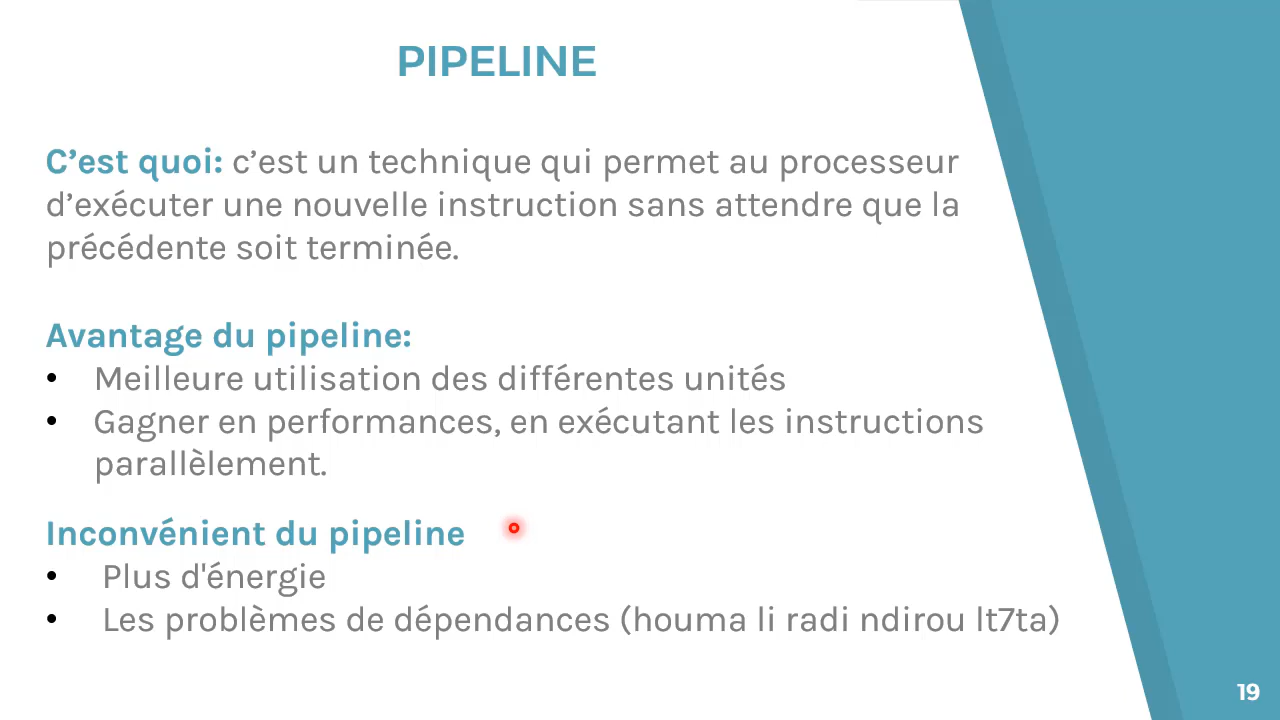 PIPELINE
C’est quoi: c’est un technique qui permet au processeur
d’exécuter une nouvelle instruction sans attendre que la
précédente soit terminée.
Avantage du pipeline:
• Meilleure utilisation des différentes unités
• Gagner en performances, en exécutant les instructions
parallèlement.
Inconvénient du pipeline
• Plus d'énergie
• Les problèmes de dépendances (houma li radi ndirou lt7ta)
19